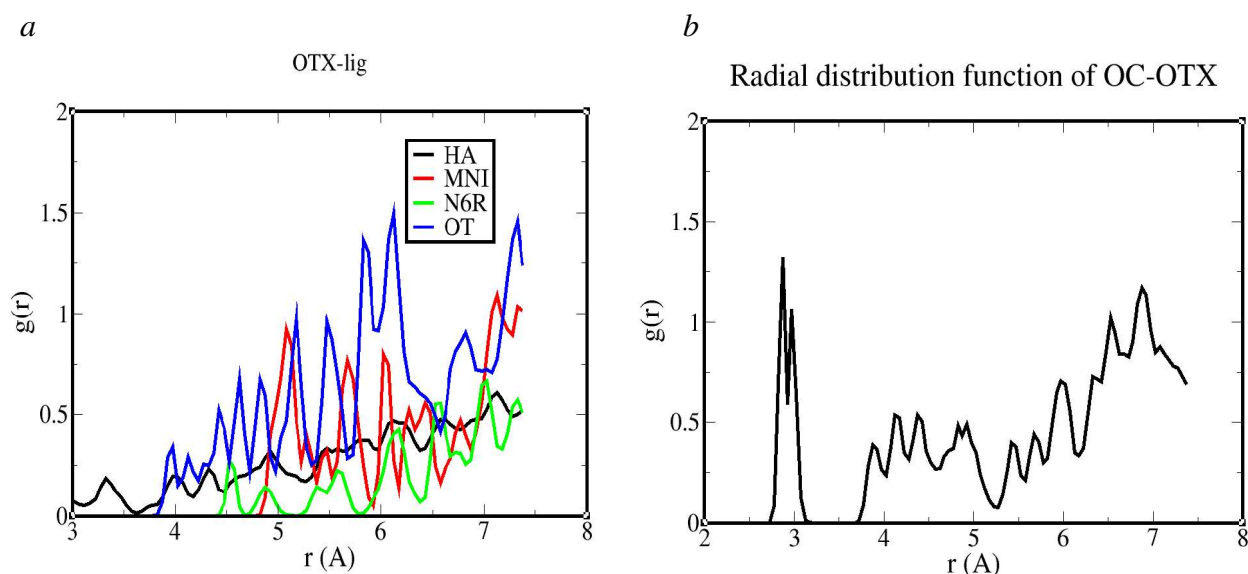 a
OTX-lig
2
1.5
1
0.5
0
g(r)
HA
MNI
N6R
OT
3 4 5 6 7 8
r (A)
b
Radial distribution function of OC-OTX
2
1.5
1
0.5
0
g(r)
2 3 4 5 6 7 8
r (A)